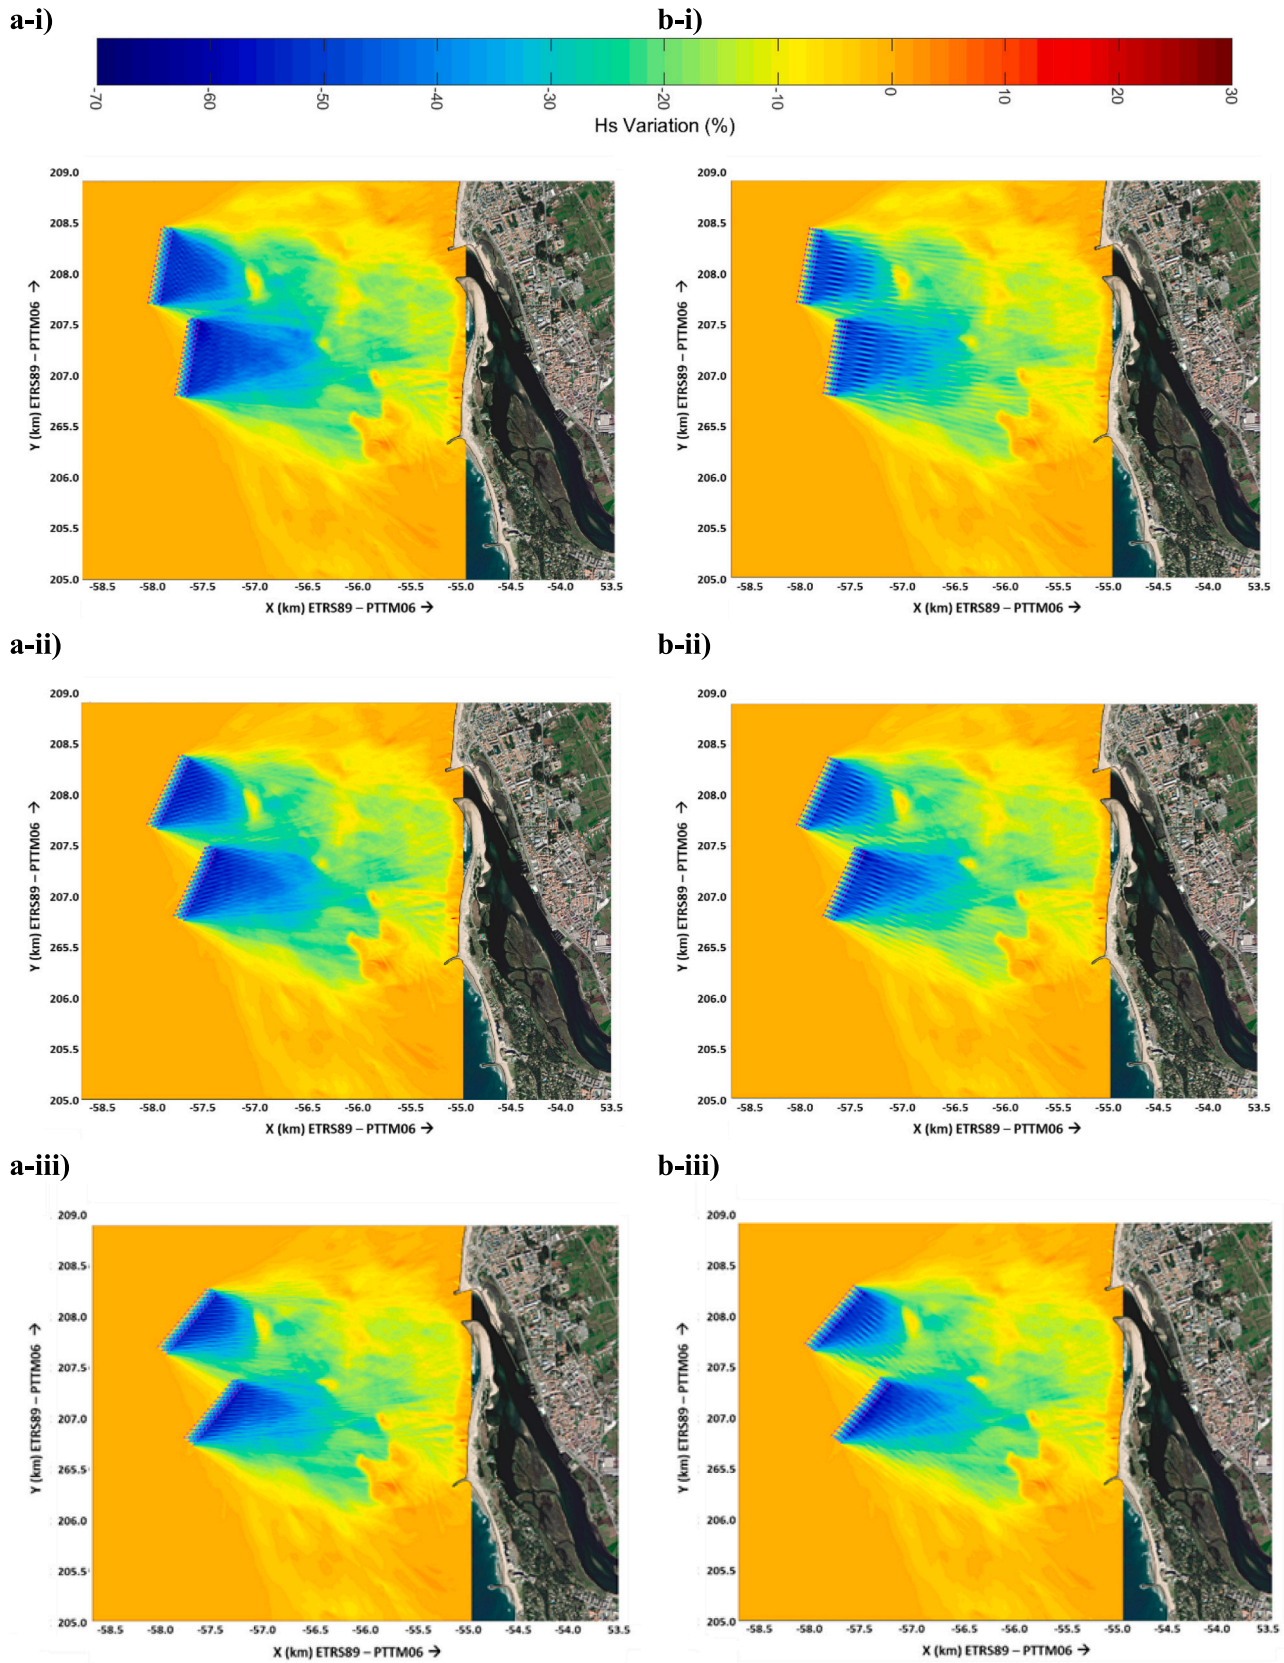 a-i) b-i)
-70 -60 -50 -40 -30 -20 -10 0 10 20 30
Hs Variation (%)
209.0
208.5
208.0
207.5
207.0
265.5
206.0
205.5
205.0
Y (km) ETRS89 – PTTM06 →
-58.5 -58.0 -57.5 -57.0 -56.5 -56.0 -55.5 -55.0 -54.5 -54.0 53.5
X (km) ETRS89 – PTTM06 →
209.0
208.5
208.0
207.5
207.0
265.5
206.0
205.5
205.0
Y (km) ETRS89 – PTTM06 →
-58.5 -58.0 -57.5 -57.0 -56.5 -56.0 -55.5 -55.0 -54.5 -54.0 53.5
X (km) ETRS89 – PTTM06 →
a-ii) b-ii)
209.0
208.5
208.0
207.5
207.0
265.5
206.0
205.5
205.0
Y (km) ETRS89 – PTTM06 →
-58.5 -58.0 -57.5 -57.0 -56.5 -56.0 -55.5 -55.0 -54.5 -54.0 53.5
X (km) ETRS89 – PTTM06 →
209.0
208.5
208.0
207.5
207.0
265.5
206.0
205.5
205.0
Y (km) ETRS89 – PTTM06 →
-58.5 -58.0 -57.5 -57.0 -56.5 -56.0 -55.5 -55.0 -54.5 -54.0 53.5
X (km) ETRS89 – PTTM06 →
a-iii) b-iii)
209.0
208.5
208.0
207.5
207.0
265.5
206.0
205.5
205.0
Y (km) ETRS89 – PTTM06 →
-58.5 -58.0 -57.5 -57.0 -56.5 -56.0 -55.5 -55.0 -54.5 -54.0 53.5
X (km) ETRS89 – PTTM06 →
209.0
208.5
208.0
207.5
207.0
265.5
206.0
205.5
205.0
Y (km) ETRS89 – PTTM06 →
-58.5 -58.0 -57.5 -57.0 -56.5 -56.0 -55.5 -55.0 -54.5 -54.0 53.5
X (km) ETRS89 – PTTM06 →